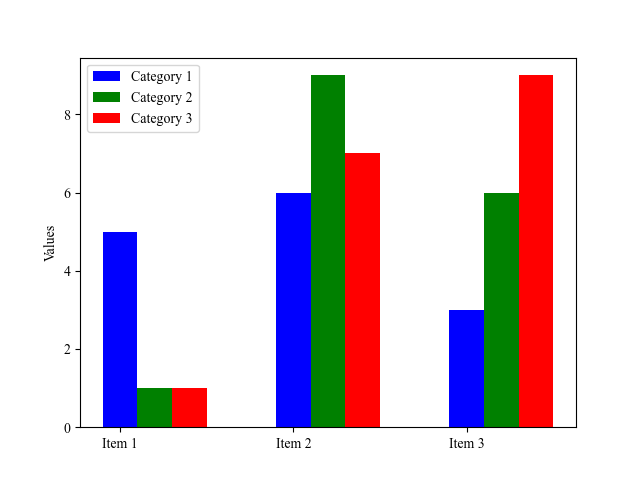 Category 1
Category 2
Category 3
8
6
4
2
0
Values
Item 1
Item 2
Item 3